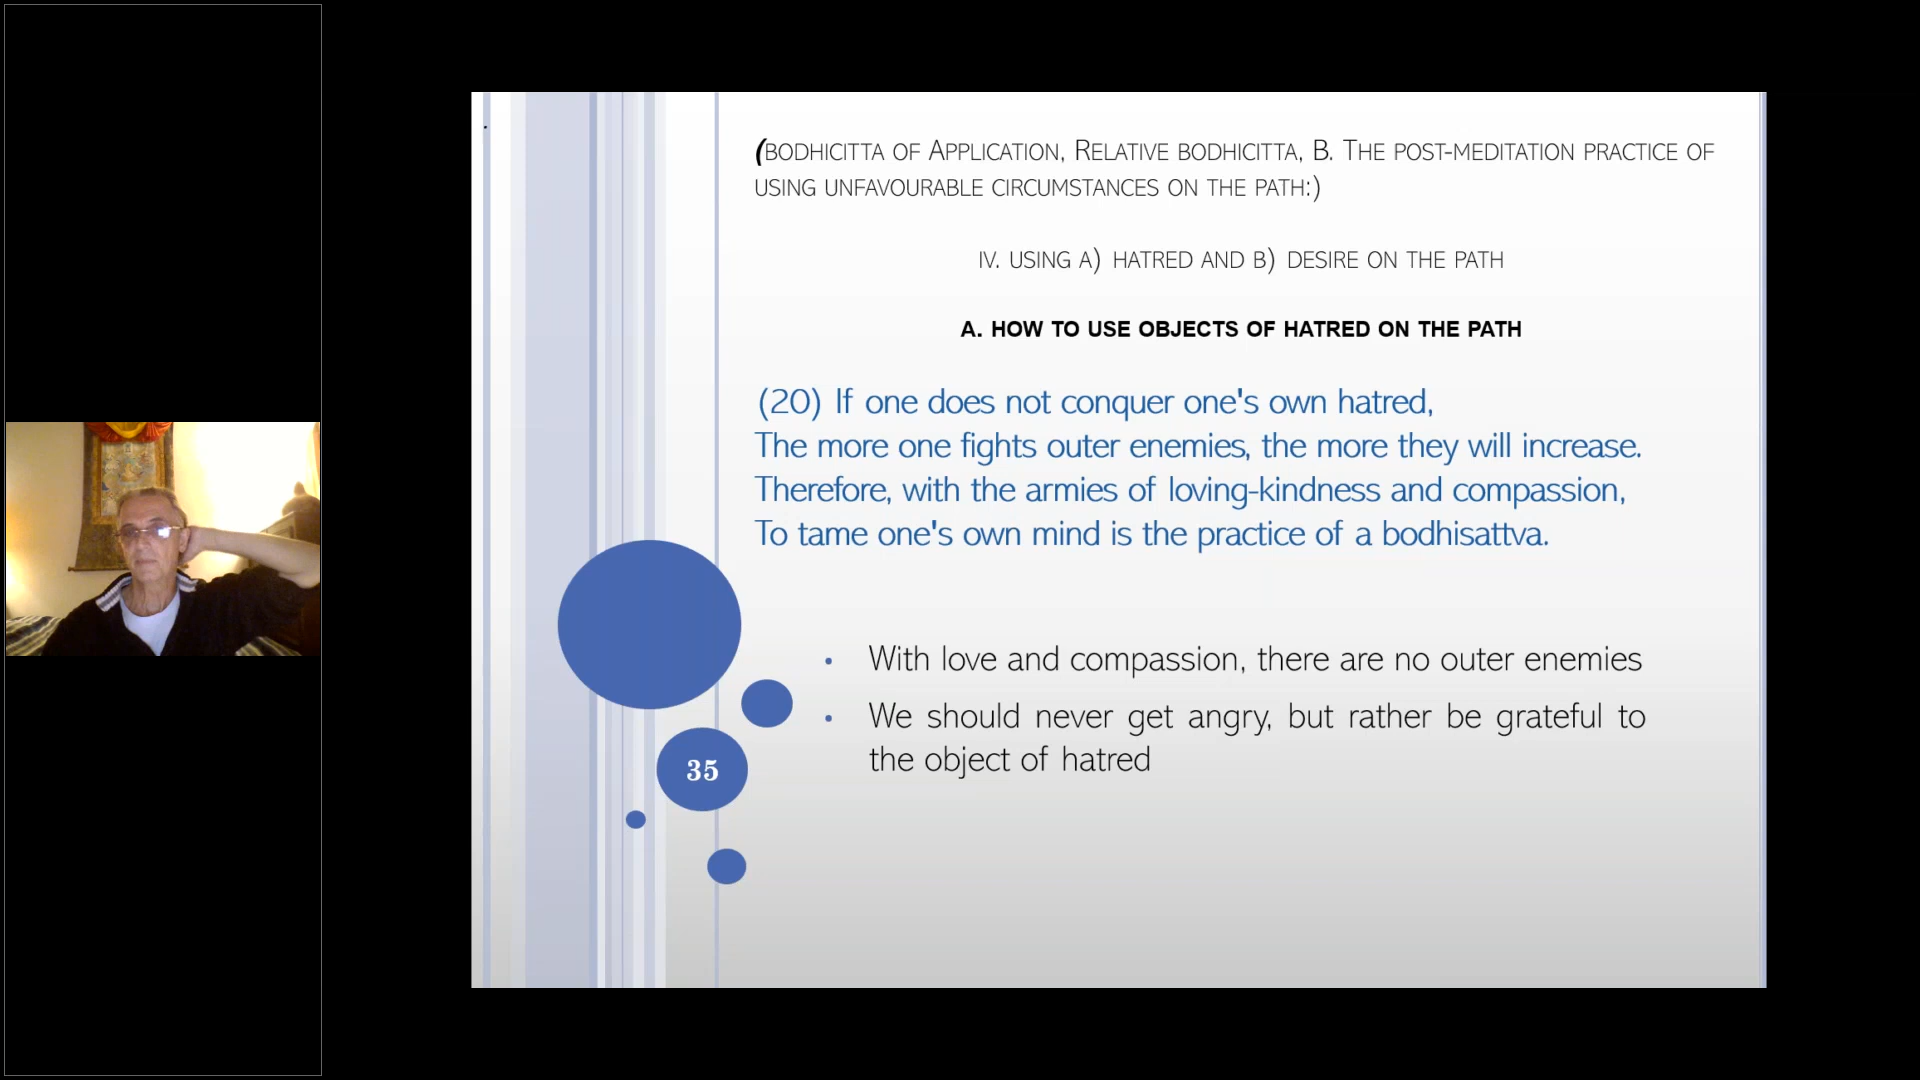 (BODHICITTA OF APPLICATION, RELATIVE BODHICITTA, B. THE POST-MEDITATION PRACTICE OF
USING UNFAVOURABLE CIRCUMSTANCES ON THE PATH:)
IV. USING A) HATRED AND B) DESIRE ON THE PATH
A. HOW TO USE OBJECTS OF HATRED ON THE PATH
(20) If one does not conquer one's own hatred,
The more one fights outer enemies, the more they will increase.
Therefore, with the armies of loving-kindness and compassion,
To tame one's own mind is the practice of a bodhisattva.
• With love and compassion, there are no outer enemies
• We should never get angry, but rather be grateful to
the object of hatred
35